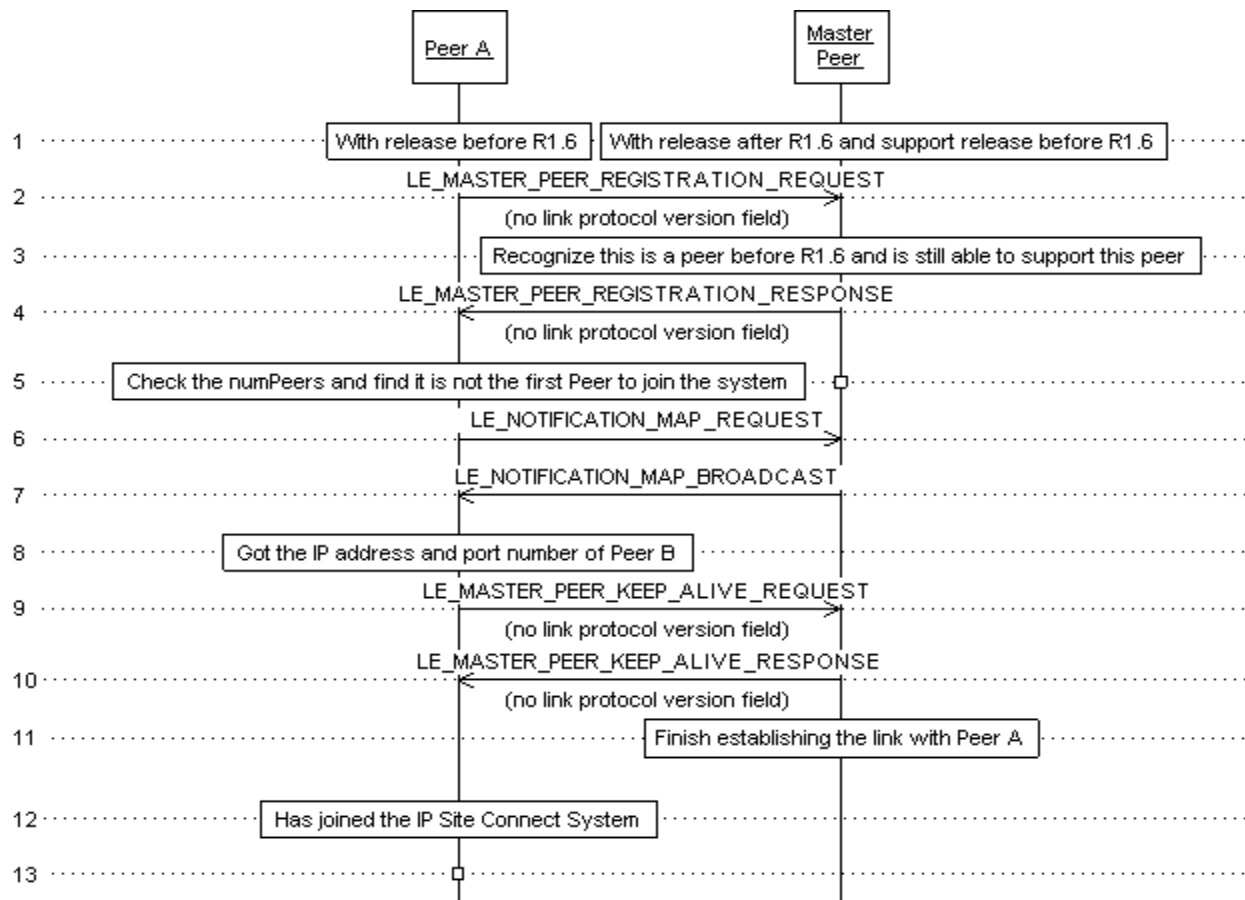 Peer A
Master
Peer
1
With release before R1.6
With release after R1.6 and support release before R1.6
LE_MASTER_PEER_REGISTRATION_REQUEST
2
(no link protocol version field)
3
Recognize this is a peer before R1.6 and is still able to support this peer
LE_MASTER_PEER_REGISTRATION_RESPONSE
4
(no link protocol version field)
5
Check the numPeers and find it is not the first Peer to join the system
LE_NOTIFICATION_MAP_REQUEST
6
LE_NOTIFICATION_MAP_BROADCAST
7
8
Got the IP address and port number of Peer B
LE_MASTER_PEER_KEEP_ALIVE_REQUEST
9
(no link protocol version field)
LE_MASTER_PEER_KEEP_ALIVE_RESPONSE
10
(no link protocol version field)
11
Finish establishing the link with Peer A
12
Has joined the IP Site Connect System
13